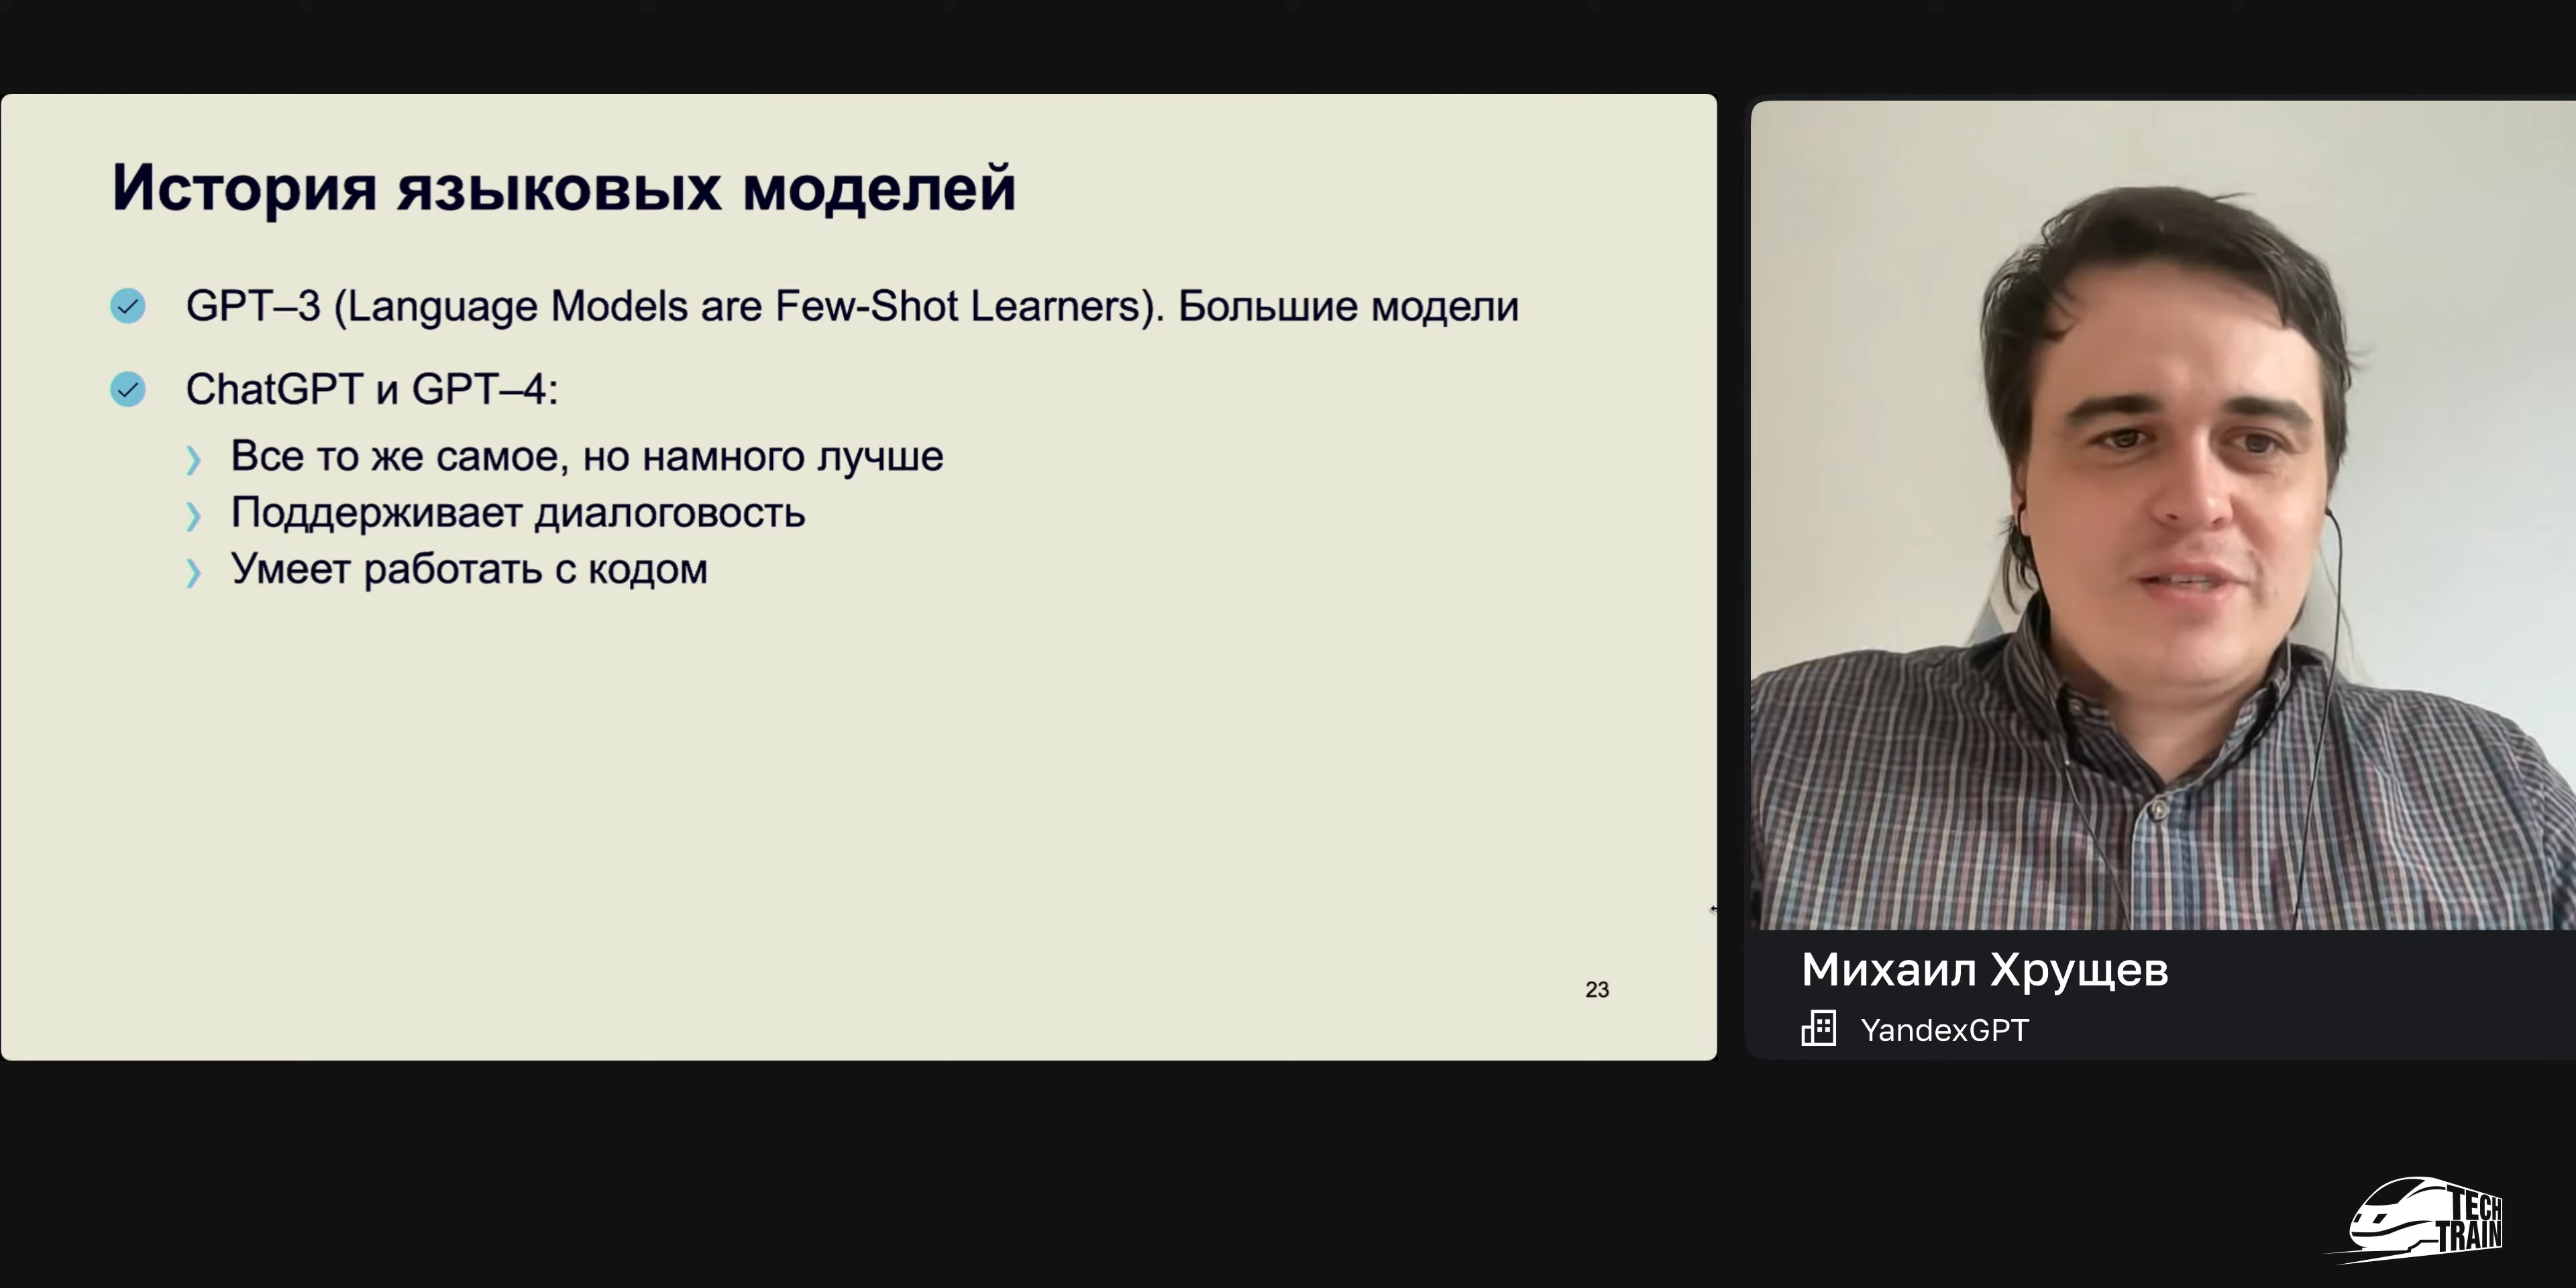 История языковых моделей
GPT–3 (Language Models are Few-Shot Learners). Большие модели
ChatGPT и GPT–4:
Все то же самое, но намного лучше
Поддерживает диалоговость
Умеет работать с кодом
23
Михаил Хрущев
YandexGPT
TECH
TRAIN